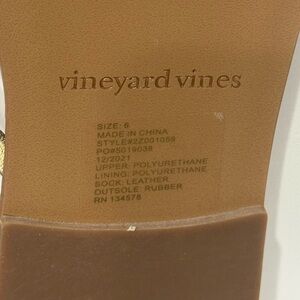 vineyard vines
SIZE: 6
MADE IN CHINA
STYLE#2Z001059
PO#5019038
12/2021
UPPER: POLYURETHANE
LINING: POLYURETHANE
SOCK: LEATHER
OUTSOLE: RUBBER
RN 134576